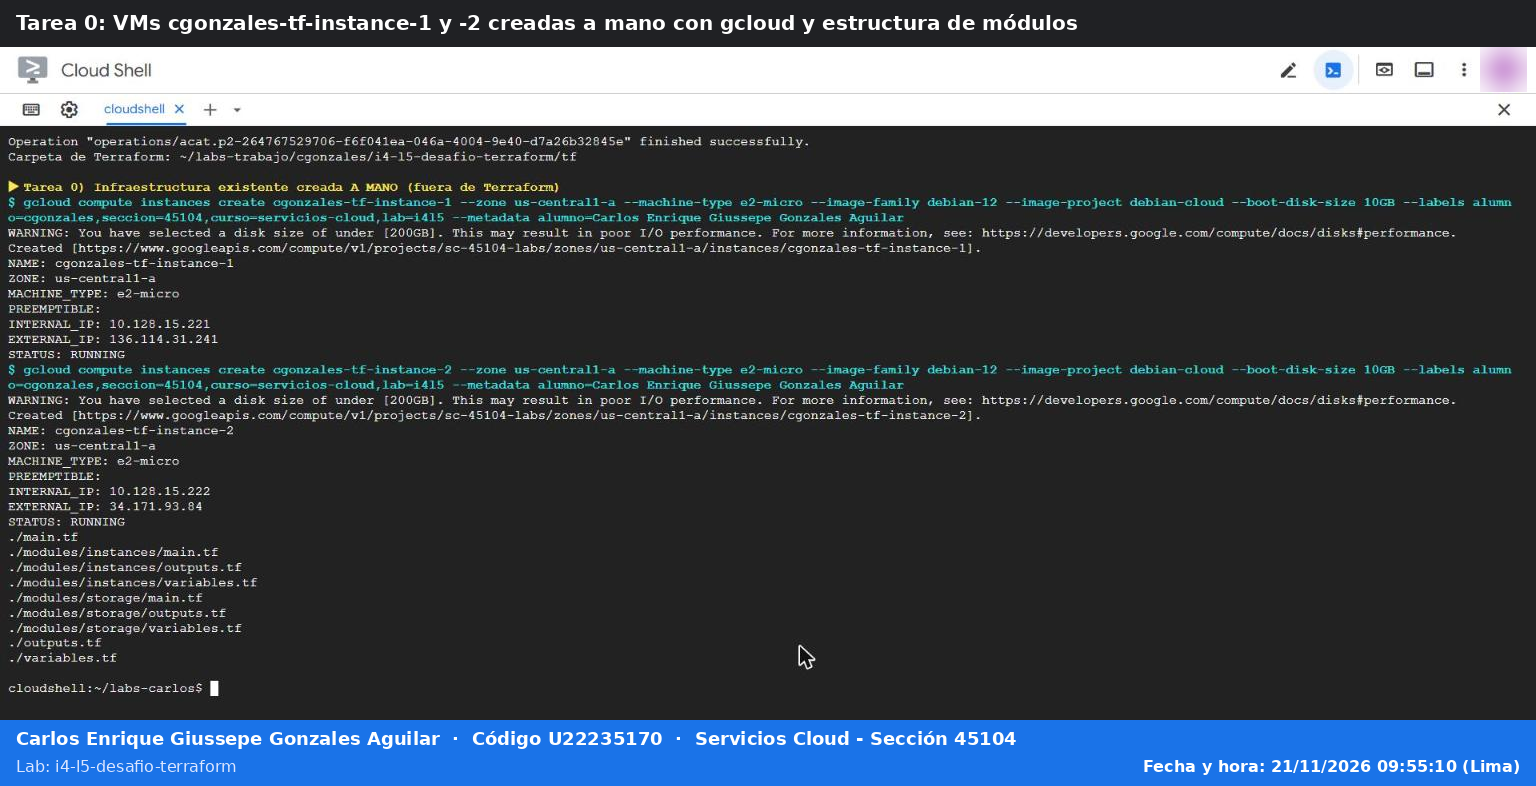 Tarea 0: VMs cgonzales-tf-instance-1 y -2 creadas a mano con gcloud y estructura de módulos
Cloud Shell
cloudshell
Operation "operations/acat.p2-264767529706-f6f041ea-046a-4004-9e40-d7a26b32845e" finished successfully.
Carpeta de Terraform: ~/labs-trabajo/cgonzales/i4-l5-desafio-terraform/tf
▶ Tarea 0) Infraestructura existente creada A MANO (fuera de Terraform)
$ gcloud compute instances create cgonzales-tf-instance-1 --zone us-central1-a --machine-type e2-micro --image-family debian-12 --image-project debian-cloud --boot-disk-size 10GB --labels alumn
o=cgonzales,seccion=45104,curso=servicios-cloud,lab=i4l5 --metadata alumno=Carlos Enrique Giussepe Gonzales Aguilar
WARNING: You have selected a disk size of under [200GB]. This may result in poor I/O performance. For more information, see: https://developers.google.com/compute/docs/disks#performance.
Created [https://www.googleapis.com/compute/v1/projects/sc-45104-labs/zones/us-central1-a/instances/cgonzales-tf-instance-1].
NAME: cgonzales-tf-instance-1
ZONE: us-central1-a
MACHINE_TYPE: e2-micro
PREEMPTIBLE:
INTERNAL_IP: 10.128.15.221
EXTERNAL_IP: 136.114.31.241
STATUS: RUNNING
$ gcloud compute instances create cgonzales-tf-instance-2 --zone us-central1-a --machine-type e2-micro --image-family debian-12 --image-project debian-cloud --boot-disk-size 10GB --labels alumn
o=cgonzales,seccion=45104,curso=servicios-cloud,lab=i4l5 --metadata alumno=Carlos Enrique Giussepe Gonzales Aguilar
WARNING: You have selected a disk size of under [200GB]. This may result in poor I/O performance. For more information, see: https://developers.google.com/compute/docs/disks#performance.
Created [https://www.googleapis.com/compute/v1/projects/sc-45104-labs/zones/us-central1-a/instances/cgonzales-tf-instance-2].
NAME: cgonzales-tf-instance-2
ZONE: us-central1-a
MACHINE_TYPE: e2-micro
PREEMPTIBLE:
INTERNAL_IP: 10.128.15.222
EXTERNAL_IP: 34.171.93.84
STATUS: RUNNING
./main.tf
./modules/instances/main.tf
./modules/instances/outputs.tf
./modules/instances/variables.tf
./modules/storage/main.tf
./modules/storage/outputs.tf
./modules/storage/variables.tf
./outputs.tf
./variables.tf
cloudshell:~/labs-carlos$
Carlos Enrique Giussepe Gonzales Aguilar · Código U22235170 · Servicios Cloud - Sección 45104
Lab: i4-l5-desafio-terraform
Fecha y hora: 21/11/2026 09:55:10 (Lima)